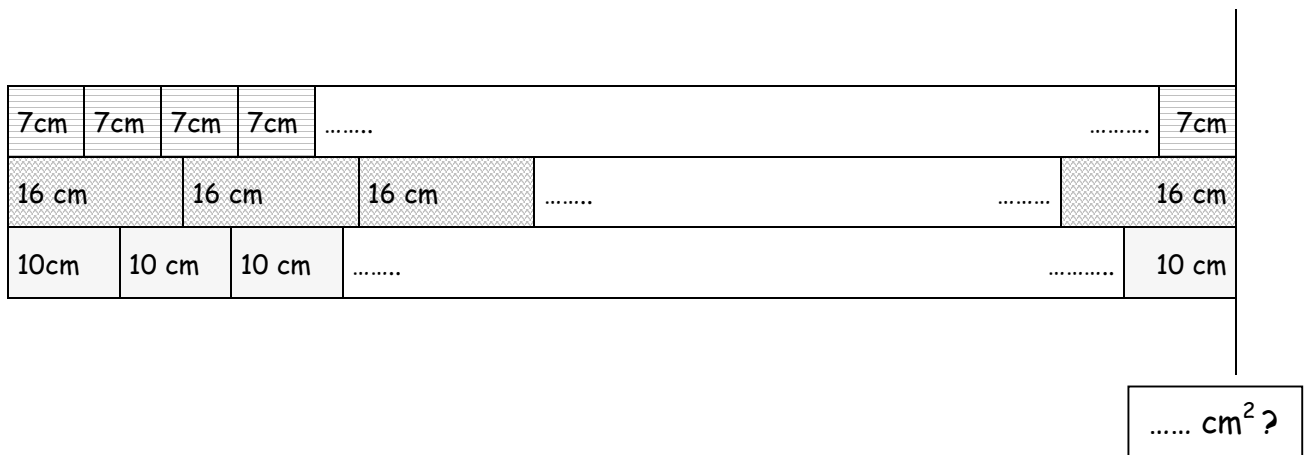 7cm 7cm 7cm 7cm …….. ………. 7cm
16 cm 16 cm 16 cm …….. ……… 16 cm
10cm 10 cm 10 cm …….. ……….. 10 cm
…… cm² ?